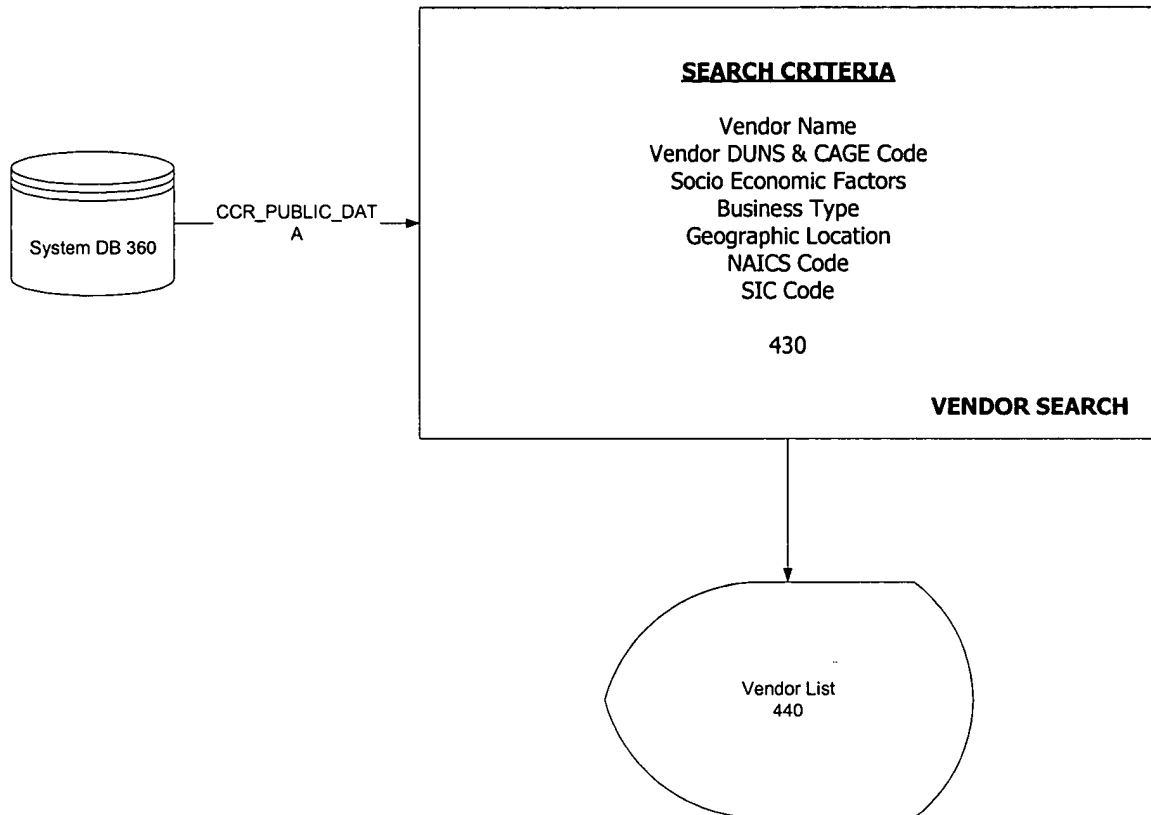 SEARCH CRITERIA
Vendor Name
Vendor DUNS & CAGE Code
Socio Economic Factors
Business Type
Geographic Location
NAICS Code
SIC Code
430
VENDOR SEARCH
System DB 360
CCR_PUBLIC_DAT
A
Vendor List
440